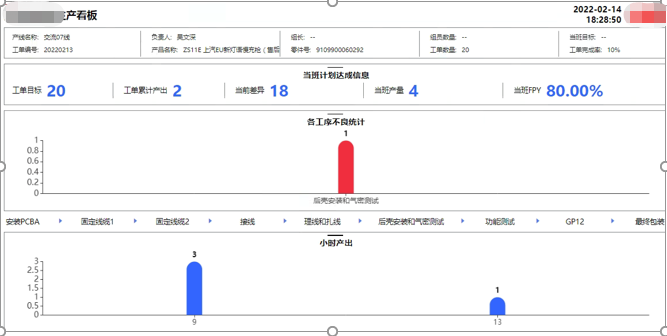 生产看板
2022-02-14
18:28:50
产线名称: 交流07线
负责人: 吴文深
组长: --
组员数量: --
当班目标: --
工单编号: 20220213
产品名称: ZS11E 上汽EU新灯语慢充枪 (售后
零件号: 9109900060292
工单数量: 20
工单完成率: 10%
当班计划达成信息
工单目标 20
工单累计产出 2
当前差异 18
当班产量 4
当班FPY 80.00%
各工序不良统计
1
1
0.8
0.6
0.4
0.2
0
后壳安装和气密测试
安装PCBA
固定线缆1
固定线缆2
接线
理线和扎线
后壳安装和气密测试
功能测试
GP12
最终包装
小时产出
3
2.5
2
1.5
1
0.5
0
3
1
9
13